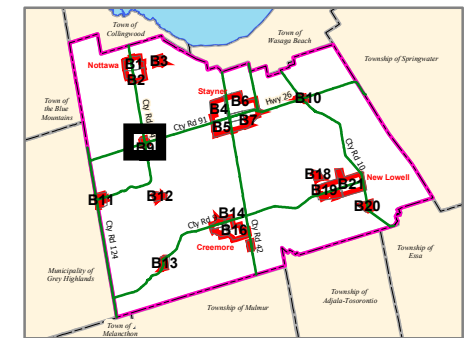 Town of
Collingwood
Town of
Wasaga Beach
Township of Springwater
Nottawa
B1
B3
B2
Stayner
B4
B6
B10
Hwy 26
Town of
the Blue
Mountains
Cty Rd 91
B5
B7
B9
Cty Rd 10
B18
New Lowell
B11
B12
B19
B21
B20
B14
Cty Rd
B16
Creemore
Cty Rd 42
Cty Rd 124
B13
Township of
Essa
Municipality of
Grey Highlands
Township of Mulmur
Township of
Adjala-Tosorontio
Town of
Melancthon